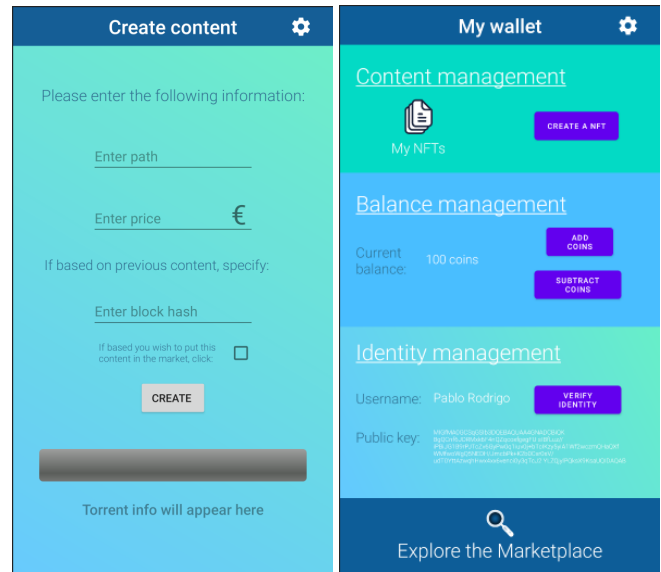 Create content
Please enter the following information:
Enter path
Enter price €
If based on previous content, specify:
Enter block hash
If based you wish to put this
content in the market, click:
CREATE
Torrent info will appear here
My wallet
Content management
My NFTs
CREATE A NFT
Balance management
Current
balance:
100 coins
ADD
COINS
SUBTRACT
COINS
Identity management
Username: Pablo Rodrigo
VERIFY
IDENTITY
Public key:
Explore the Marketplace